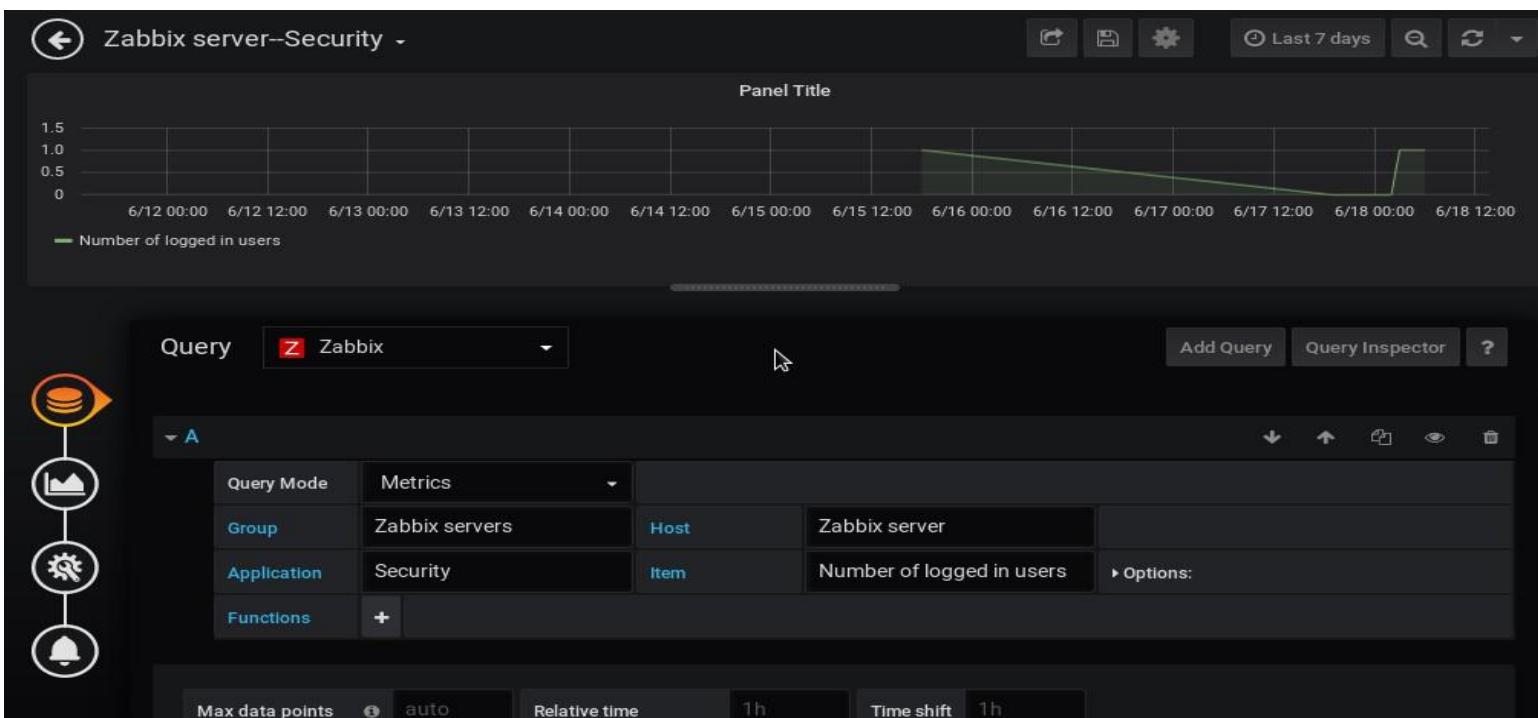 Zabbix server--Security
Last 7 days
Panel Title
1.5
1.0
0.5
0
6/12 00:00 6/12 12:00 6/13 00:00 6/13 12:00 6/14 00:00 6/14 12:00 6/15 00:00 6/15 12:00 6/16 00:00 6/16 12:00 6/17 00:00 6/17 12:00 6/18 00:00 6/18 12:00
Number of logged in users
Query Z Zabbix Add Query Query Inspector ?
A
Query Mode Metrics
Group Zabbix servers Host Zabbix server
Application Security Item Number of logged in users Options:
Functions +
Max data points auto Relative time 1h Time shift 1h